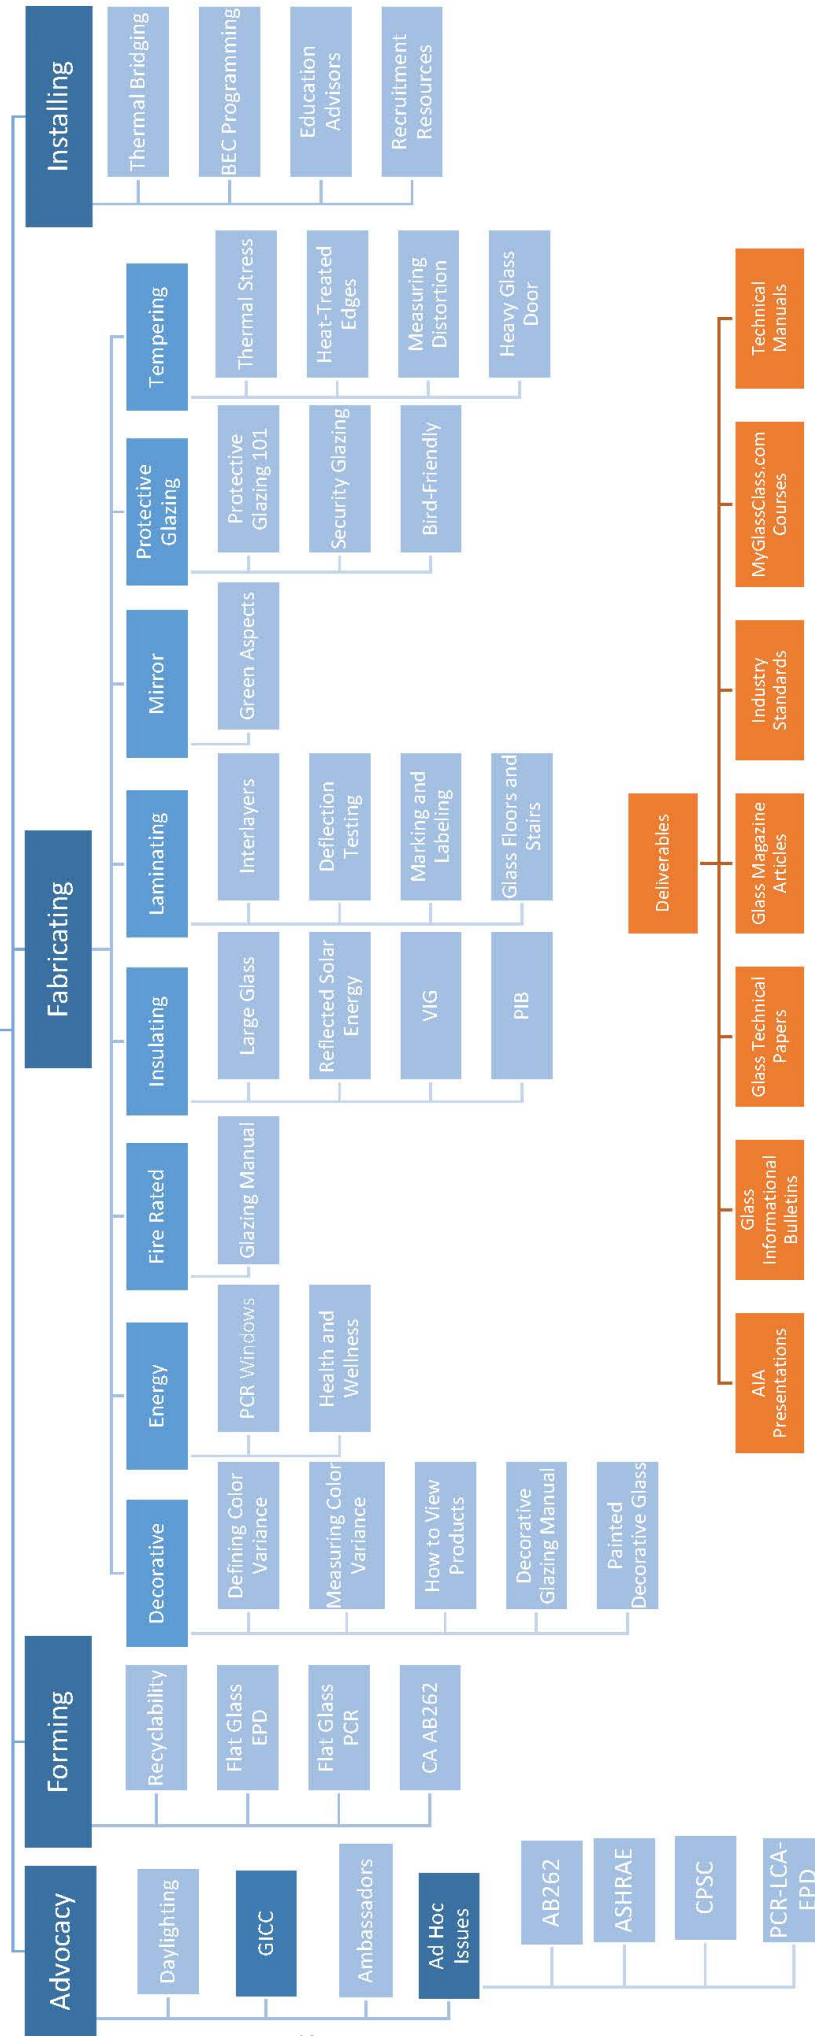 Advocacy
Daylighting
GICC
Ambassadors
Ad Hoc
Issues
AB262
ASHRAE
CPSC
PCR-LCA-
EPD
Forming
Recyclability
Flat Glass
EPD
Flat Glass
PCR
CA AB262
Fabricating
Decorative
Defining Color
Variance
Measuring Color
Variance
How to View
Products
Decorative
Glazing Manual
Painted
Decorative Glass
Energy
PCR Windows
Health and
Wellness
Fire Rated
Glazing Manual
Insulating
Large Glass
Reflected Solar
Energy
VIG
PIB
Laminating
Interlayers
Deflection
Testing
Marking and
Labeling
Glass Floors and
Stairs
Mirror
Green Aspects
Protective
Glazing
Protective
Glazing 101
Security Glazing
Bird-Friendly
Tempering
Thermal Stress
Heat-Treated
Edges
Measuring
Distortion
Heavy Glass
Door
Installing
Thermal Bridging
BEC Programming
Education
Advisors
Recruitment
Resources
Deliverables
AIA
Presentations
Glass
Informational
Bulletins
Glass Technical
Papers
Glass Magazine
Articles
Industry
Standards
MyGlassClass.com
Courses
Technical
Manuals